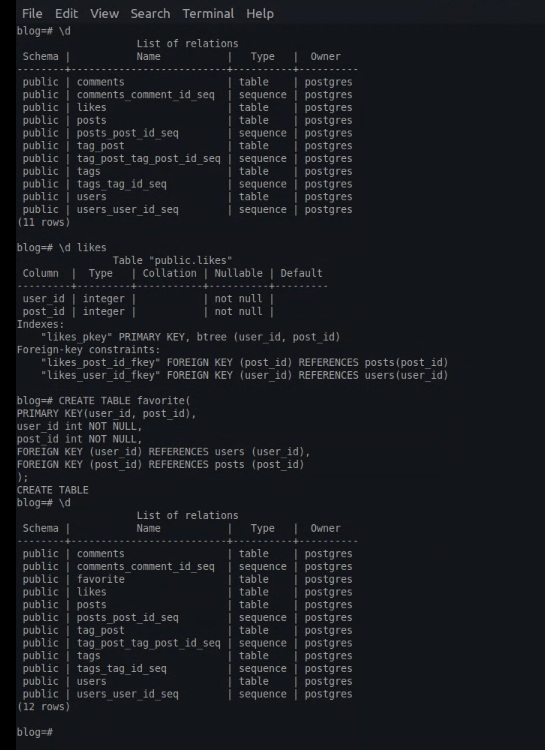 File Edit View Search Terminal Help
blog=# \d
List of relations
Schema | Name | Type | Owner
--------+--------------------------+----------+----------
public | comments | table | postgres
public | comments_comment_id_seq | sequence | postgres
public | likes | table | postgres
public | posts | table | postgres
public | posts_post_id_seq | sequence | postgres
public | tag_post | table | postgres
public | tag_post_tag_post_id_seq | sequence | postgres
public | tags | table | postgres
public | tags_tag_id_seq | sequence | postgres
public | users | table | postgres
public | users_user_id_seq | sequence | postgres
(11 rows)
blog=# \d likes
Table "public.likes"
Column | Type | Collation | Nullable | Default
---------+---------+-----------+----------+---------
user_id | integer | | not null |
post_id | integer | | not null |
Indexes:
"likes_pkey" PRIMARY KEY, btree (user_id, post_id)
Foreign-key constraints:
"likes_post_id_fkey" FOREIGN KEY (post_id) REFERENCES posts(post_id)
"likes_user_id_fkey" FOREIGN KEY (user_id) REFERENCES users(user_id)
blog=# CREATE TABLE favorite(
PRIMARY KEY(user_id, post_id),
user_id int NOT NULL,
post_id int NOT NULL,
FOREIGN KEY (user_id) REFERENCES users (user_id),
FOREIGN KEY (post_id) REFERENCES posts (post_id)
);
CREATE TABLE
blog=# \d
List of relations
Schema | Name | Type | Owner
--------+--------------------------+----------+----------
public | comments | table | postgres
public | comments_comment_id_seq | sequence | postgres
public | favorite | table | postgres
public | likes | table | postgres
public | posts | table | postgres
public | posts_post_id_seq | sequence | postgres
public | tag_post | table | postgres
public | tag_post_tag_post_id_seq | sequence | postgres
public | tags | table | postgres
public | tags_tag_id_seq | sequence | postgres
public | users | table | postgres
public | users_user_id_seq | sequence | postgres
(12 rows)
blog=#